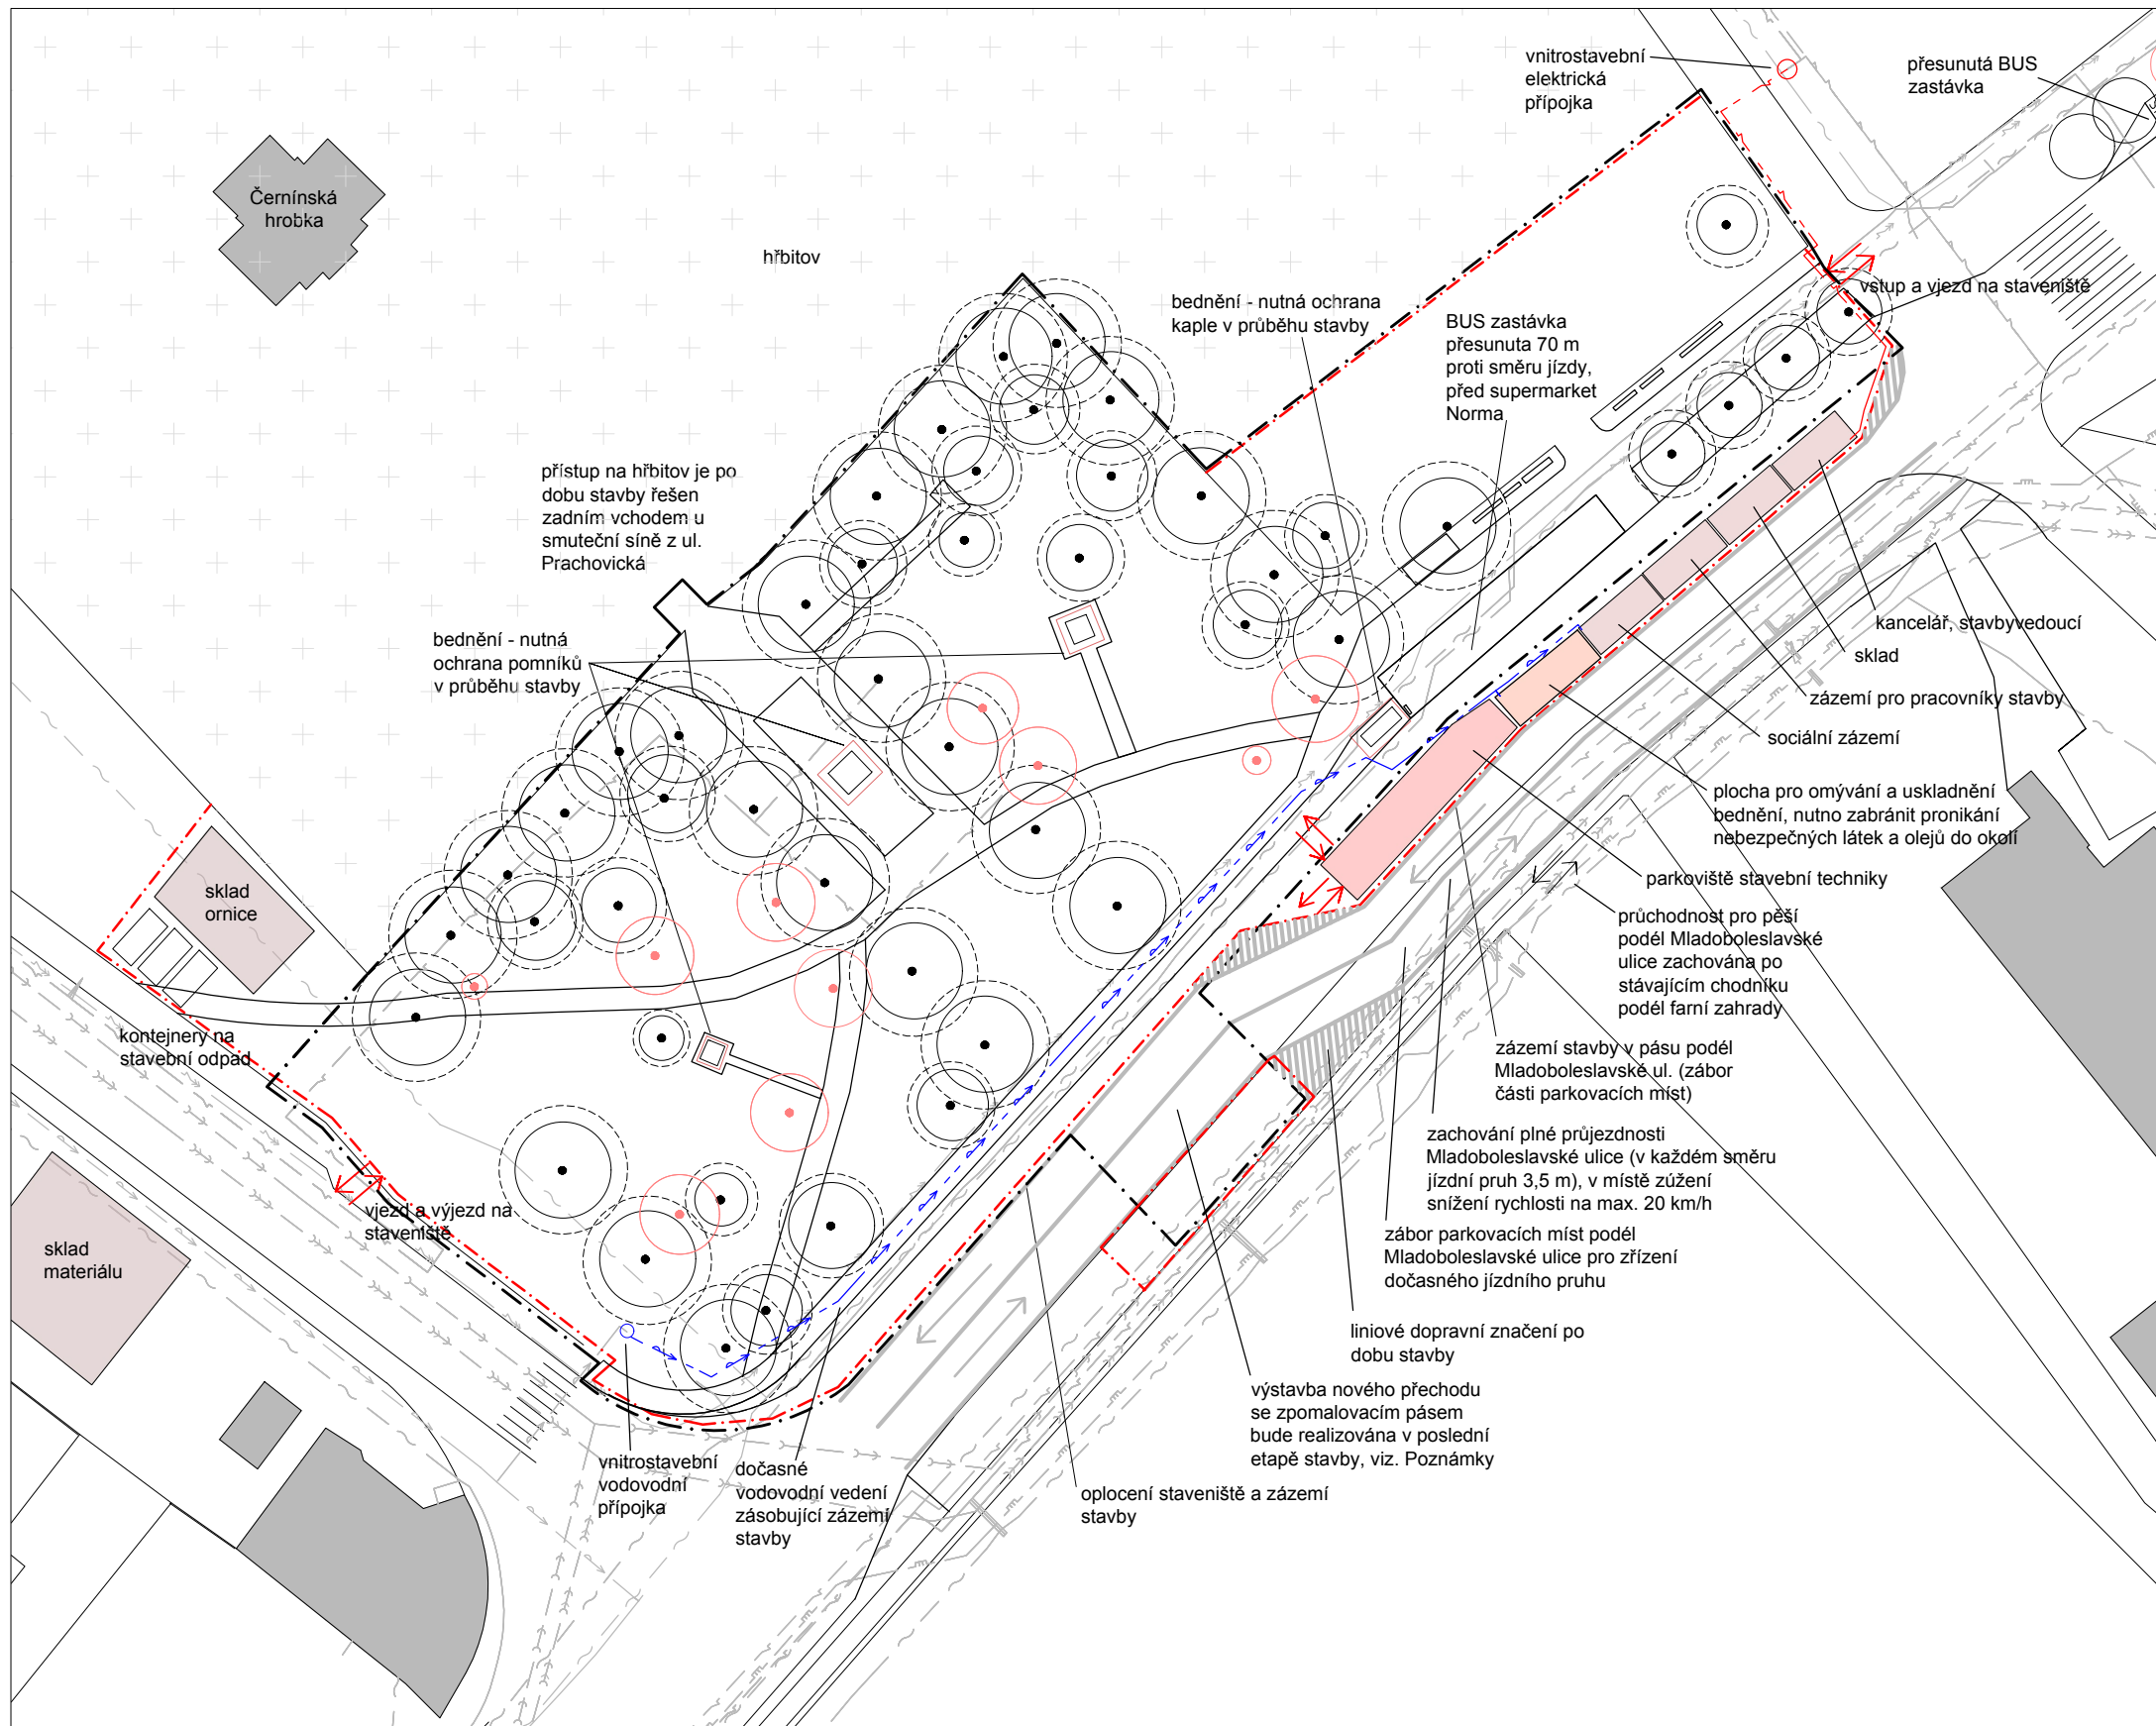 vnitrostavební
elektrická
přípojka
přesunutá BUS
zastávka
Černínská
hrobka
hřbitov
vstup a vjezd na staveniště
bednění - nutná ochrana
kaple v průběhu stavby
BUS zastávka
přesunuta 70 m
proti směru jízdy,
před supermarket
Norma
přístup na hřbitov je po
dobu stavby řešen
zadním vchodem u
smuteční síně z ul.
Prachovická
bednění - nutná
ochrana pomníků
v průběhu stavby
kancelář, stavbyvedoucí
sklad
zázemí pro pracovníky stavby
sociální zázemí
plocha pro omývání a uskladnění
bednění, nutno zabránit pronikání
nebezpečných látek a olejů do okolí
parkoviště stavební techniky
sklad
ornice
průchodnost pro pěší
podél Mladoboleslavské
ulice zachována po
stávajícím chodníku
podél farní zahrady
kontejnery na
stavební odpad
zázemí stavby v pásu podél
Mladoboleslavské ul. (zábor
části parkovacích míst)
zachování plné průjezdnosti
Mladoboleslavské ulice (v každém směru
jízdní pruh 3,5 m), v místě zúžení
snížení rychlosti na max. 20 km/h
vjezd a výjezd na
staveniště
zábor parkovacích míst podél
Mladoboleslavské ulice pro zřízení
dočasného jízdního pruhu
sklad
materiálu
liniové dopravní značení po
dobu stavby
výstavba nového přechodu
se zpomalovacím pásem
bude realizována v poslední
etapě stavby, viz. Poznámky
vnitrostavební
vodovodní
přípojka
dočasné
vodovodní vedení
zásobující zázemí
stavby
oplocení staveniště a zázemí
stavby